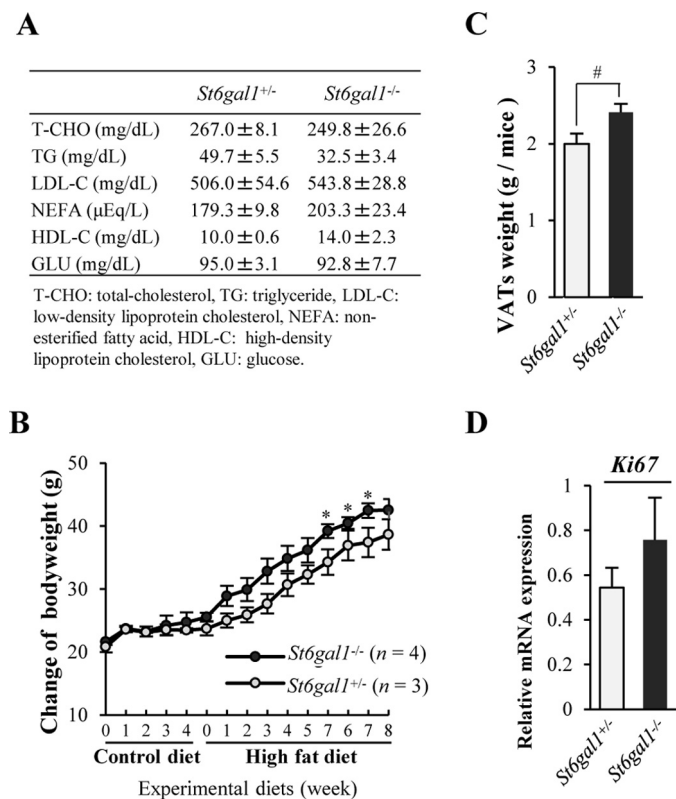 A
St6gal1+/- St6gal1-/-
T-CHO (mg/dL) 267.0±8.1 249.8±26.6
TG (mg/dL) 49.7±5.5 32.5±3.4
LDL-C (mg/dL) 506.0±54.6 543.8±28.8
NEFA (μEq/L) 179.3±9.8 203.3±23.4
HDL-C (mg/dL) 10.0±0.6 14.0±2.3
GLU (mg/dL) 95.0±3.1 92.8±7.7
T-CHO: total-cholesterol, TG: triglyceride, LDL-C:
low-density lipoprotein cholesterol, NEFA: non-
esterified fatty acid, HDL-C: high-density
lipoprotein cholesterol, GLU: glucose.
B
Change of bodyweight (g)
50
40
30
20
10
* * *
St6gal1-/- (n = 4)
St6gal1+/- (n = 3)
0 1 2 3 4 0 1 2 3 4 5 7 6 7 8
Control diet High fat diet
Experimental diets (week)
C
VATs weight (g / mice )
3
2
1
0
#
St6gal1+/- St6gal1-/-
D
Ki67
Relative mRNA expression
1
0.8
0.6
0.4
0.2
0
St6gal1+/- St6gal1-/-